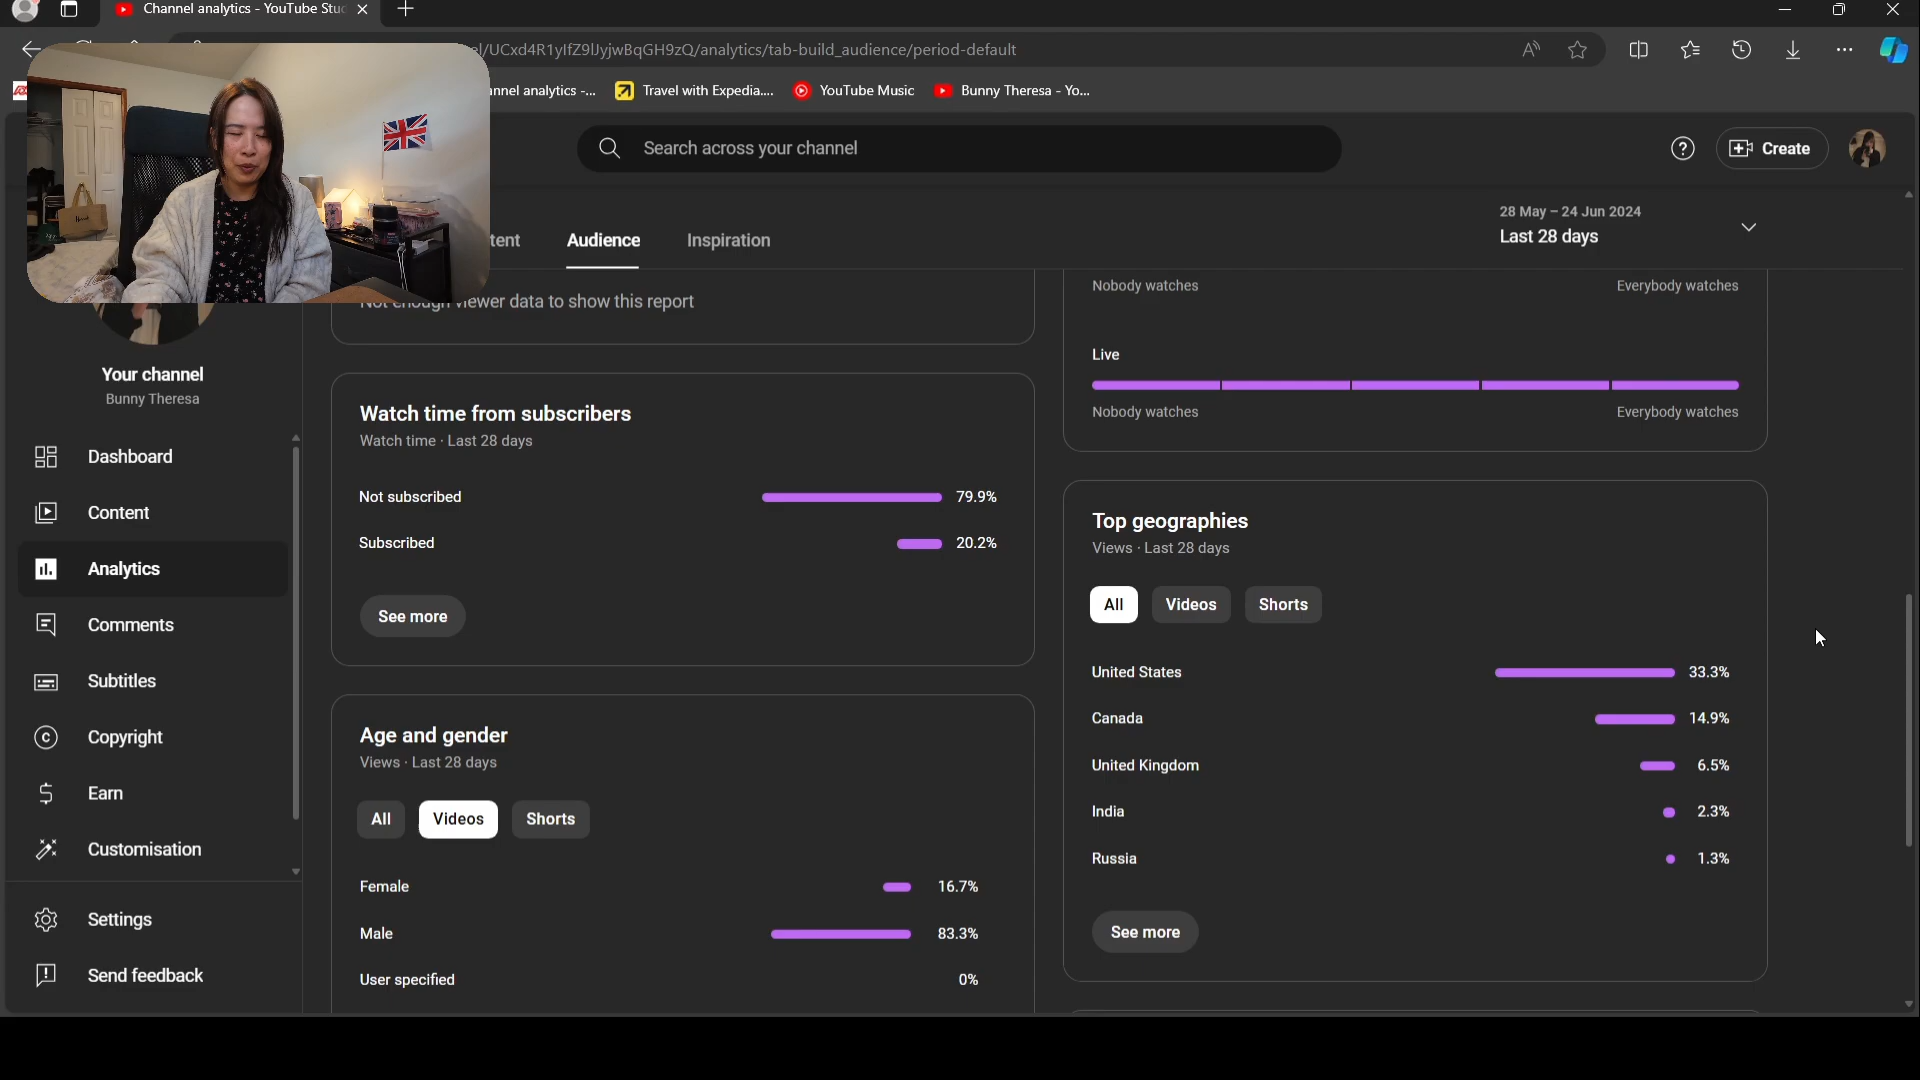 Channel analytics - YouTube Stu
l/UCxd4R1yIfZ9lJyjwBqGH9zQ/analytics/tab-build_audience/period-default
annel analytics -...
Travel with Expedia....
YouTube Music
Bunny Theresa - Yo...
Search across your channel
Create
28 May – 24 Jun 2024
Last 28 days
tent
Audience
Inspiration
Not enough viewer data to show this report
Your channel
Bunny Theresa
Dashboard
Content
Analytics
Comments
Subtitles
Copyright
Earn
Customisation
Settings
Send feedback
Watch time from subscribers
Watch time · Last 28 days
Not subscribed 79.9%
Subscribed 20.2%
See more
Age and gender
Views · Last 28 days
All Videos Shorts
Female 16.7%
Male 83.3%
User specified 0%
Nobody watches Everybody watches
Live
Nobody watches Everybody watches
Top geographies
Views · Last 28 days
All Videos Shorts
United States 33.3%
Canada 14.9%
United Kingdom 6.5%
India 2.3%
Russia 1.3%
See more